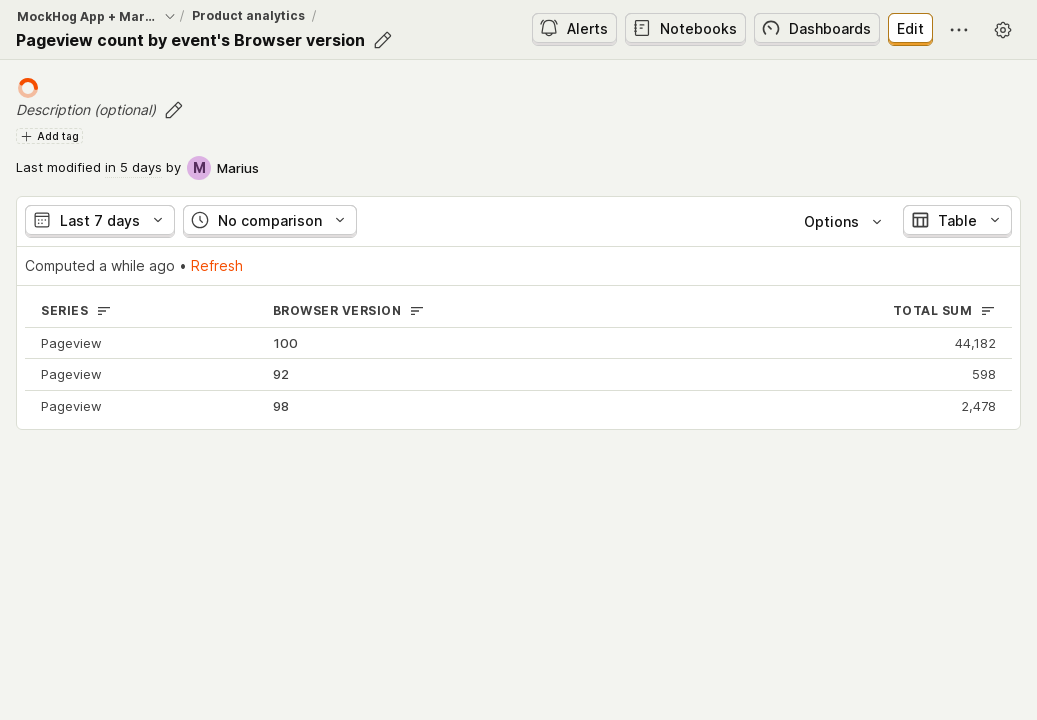 MockHog App + Mar... / Product analytics /
Pageview count by event's Browser version
Alerts Notebooks Dashboards Edit
Description (optional)
Add tag
Last modified in 5 days by M Marius
Last 7 days No comparison Options Table
Computed a while ago • Refresh
SERIES BROWSER VERSION TOTAL SUM
Pageview 100 44,182
Pageview 92 598
Pageview 98 2,478